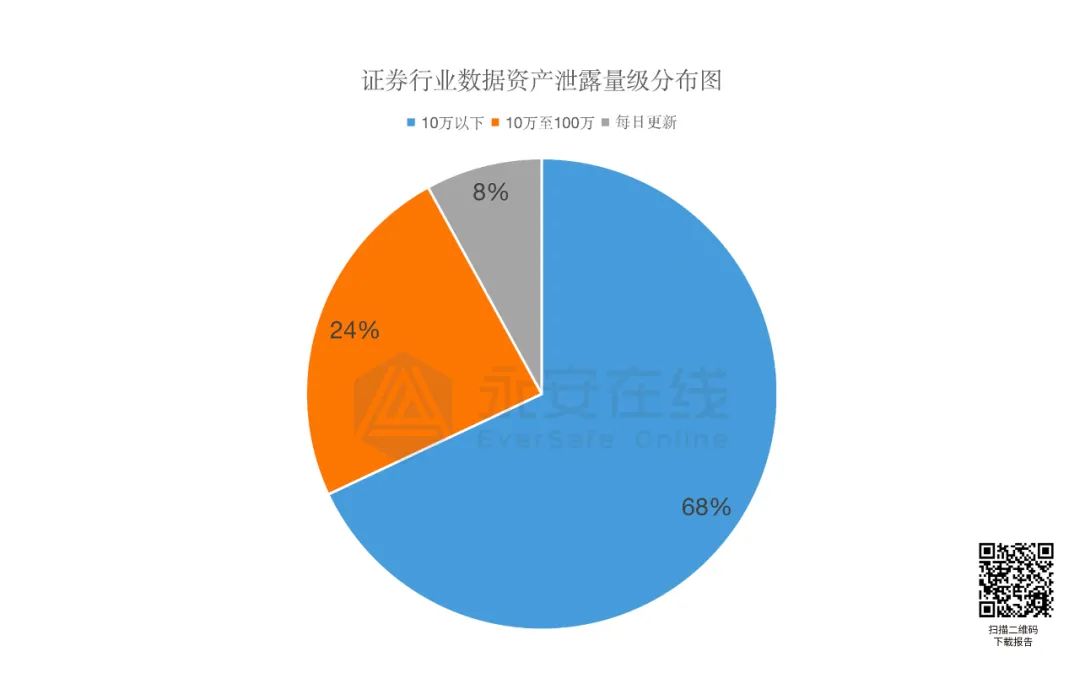 证券行业数据资产泄露量级分布图
10万以下 10万至100万 每日更新
8%
24%
永安在线
EverSafe Online
68%
扫描二维码
下载报告